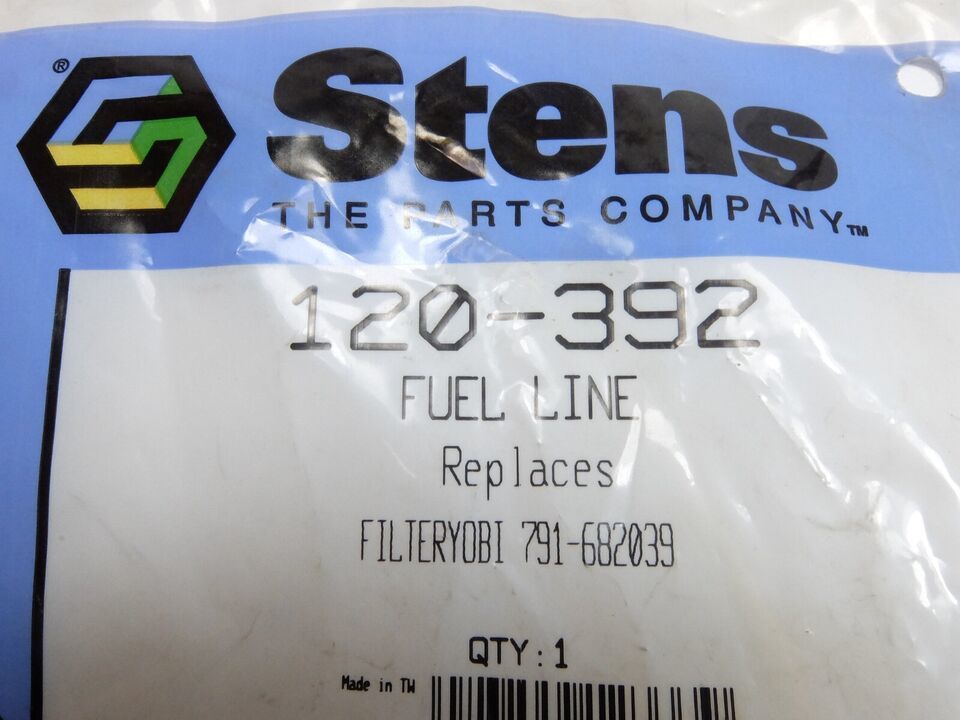 ®
Stens
THE PARTS COMPANY™
120-392
FUEL LINE
Replaces
FILTERYOBI 791-682039
QTY: 1
Made in TW